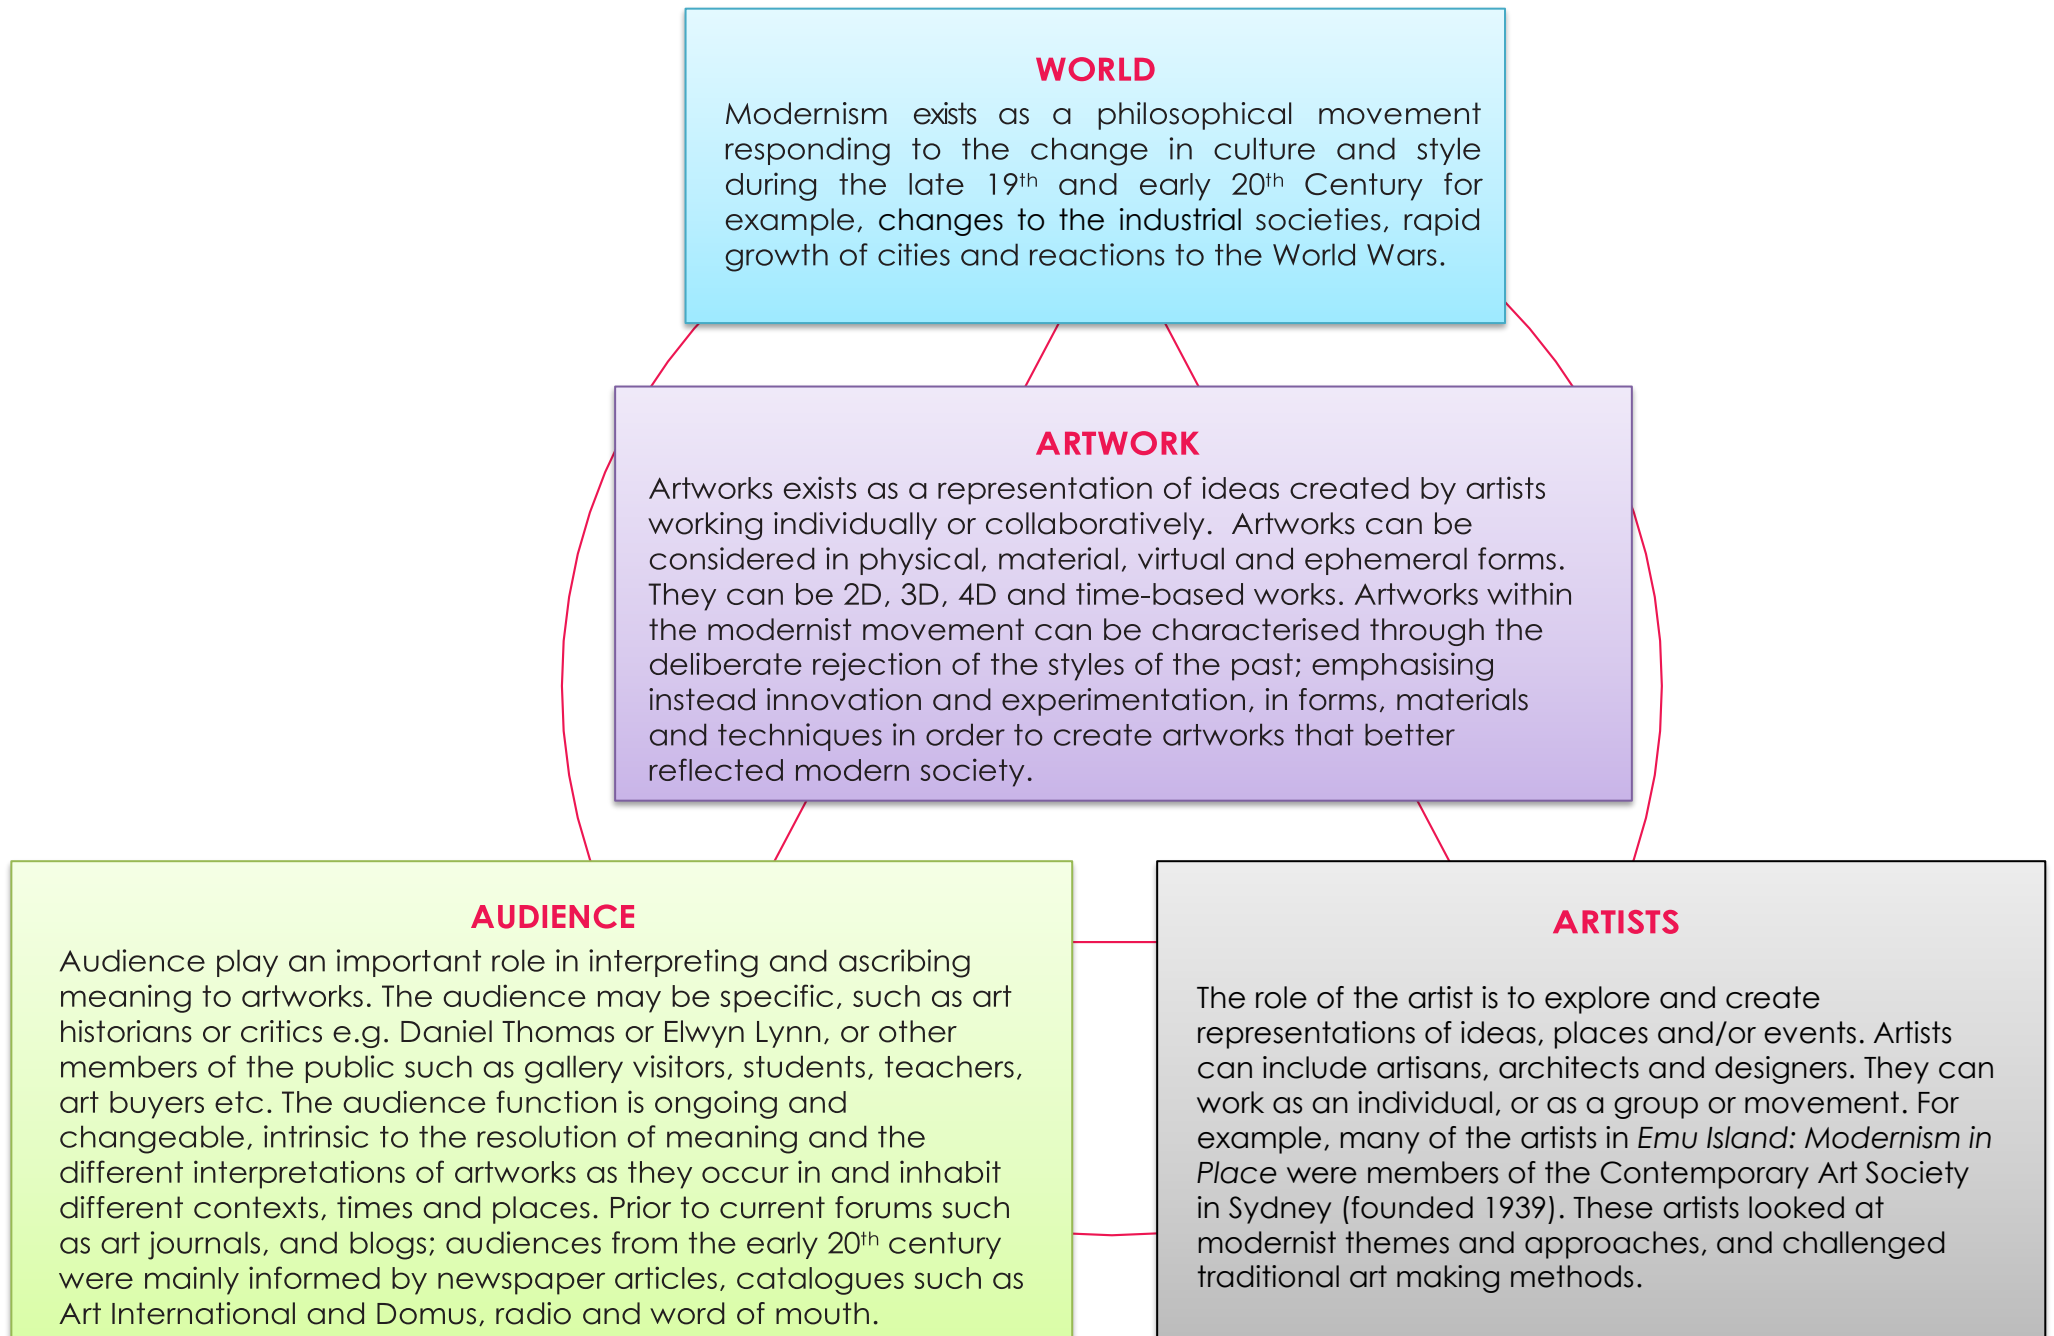 WORLD
Modernism exists as a philosophical movement
responding to the change in culture and style
during the late 19th and early 20th Century for
example, changes to the industrial societies, rapid
growth of cities and reactions to the World Wars.
ARTWORK
Artworks exists as a representation of ideas created by artists
working individually or collaboratively.  Artworks can be
considered in physical, material, virtual and ephemeral forms.
They can be 2D, 3D, 4D and time-based works. Artworks within
the modernist movement can be characterised through the
deliberate rejection of the styles of the past; emphasising
instead innovation and experimentation, in forms, materials
and techniques in order to create artworks that better
reflected modern society.
AUDIENCE
Audience play an important role in interpreting and ascribing
meaning to artworks. The audience may be specific, such as art
historians or critics e.g. Daniel Thomas or Elwyn Lynn, or other
members of the public such as gallery visitors, students, teachers,
art buyers etc. The audience function is ongoing and
changeable, intrinsic to the resolution of meaning and the
different interpretations of artworks as they occur in and inhabit
different contexts, times and places. Prior to current forums such
as art journals, and blogs; audiences from the early 20th century
were mainly informed by newspaper articles, catalogues such as
Art International and Domus, radio and word of mouth.
ARTISTS
The role of the artist is to explore and create
representations of ideas, places and/or events. Artists
can include artisans, architects and designers. They can
work as an individual, or as a group or movement. For
example, many of the artists in Emu Island: Modernism in
Place were members of the Contemporary Art Society
in Sydney (founded 1939). These artists looked at
modernist themes and approaches, and challenged
traditional art making methods.